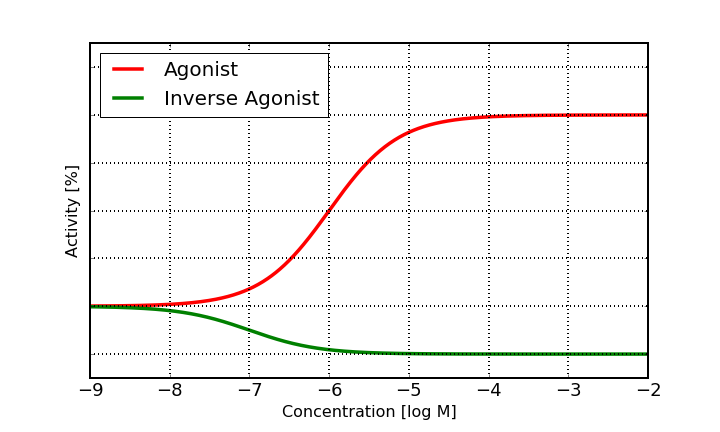 Agonist
Inverse Agonist
Activity [%]
−9 −8 −7 −6 −5 −4 −3 −2
Concentration [log M]